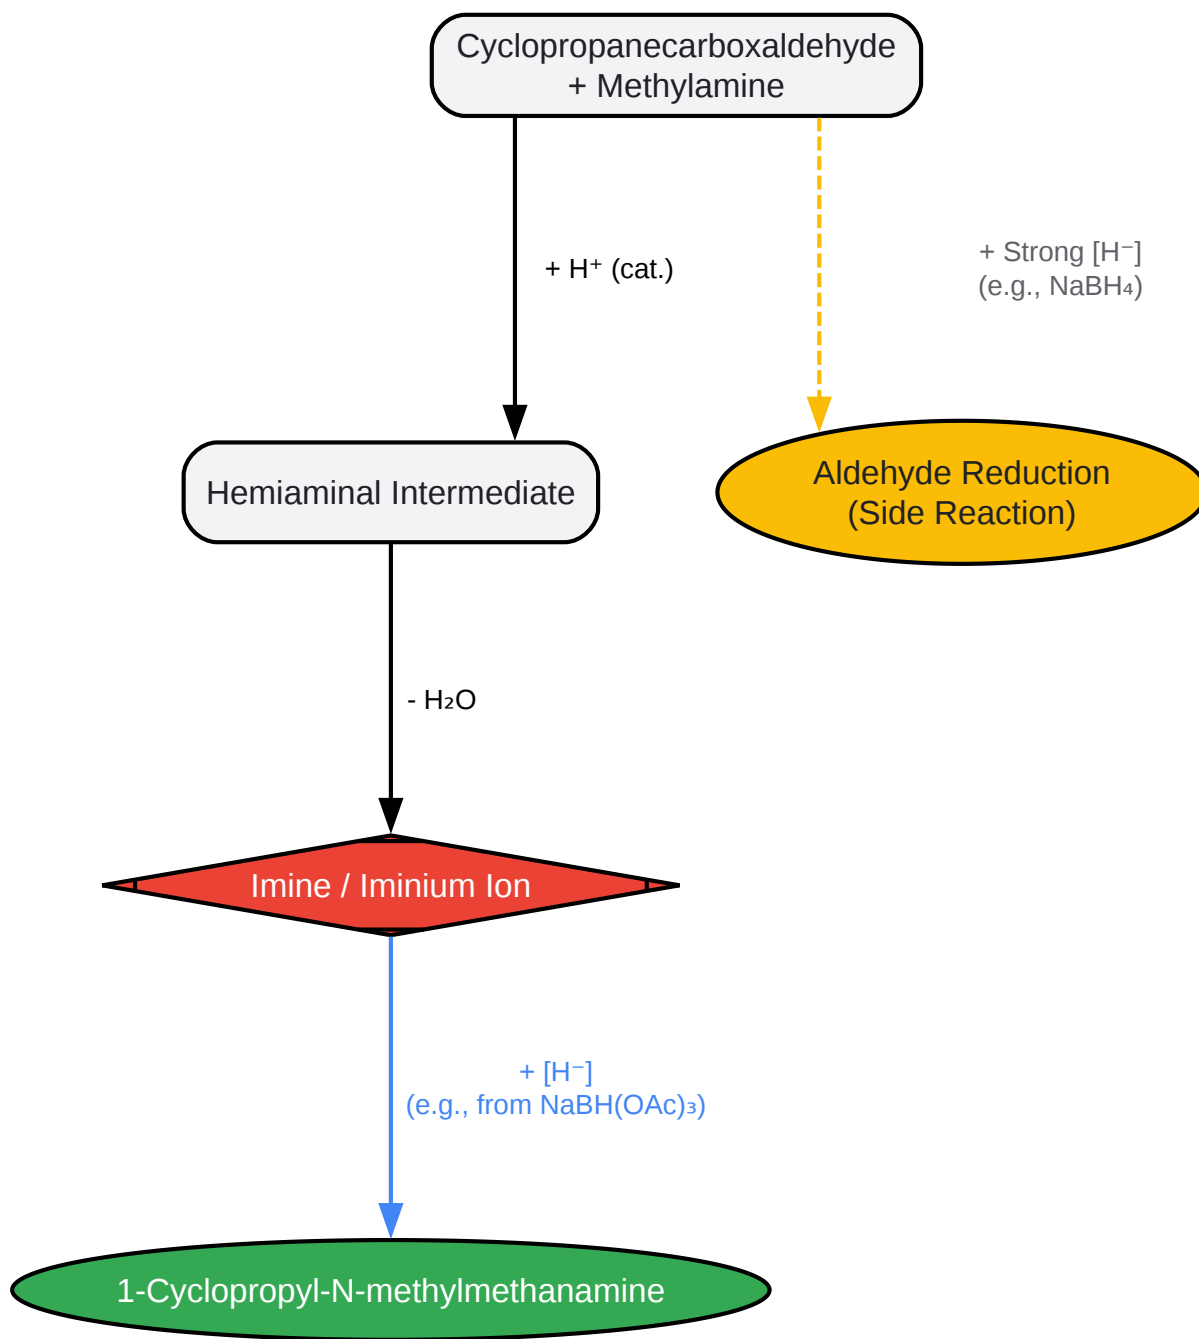 Cyclopropanecarboxaldehyde
+ Methylamine
+ H⁺ (cat.)
+ Strong [H⁻]
(e.g., NaBH₄)
Hemiaminal Intermediate
Aldehyde Reduction
(Side Reaction)
- H₂O
Imine / Iminium Ion
+ [H⁻]
(e.g., from NaBH(OAc)₃)
1-Cyclopropyl-N-methylmethanamine